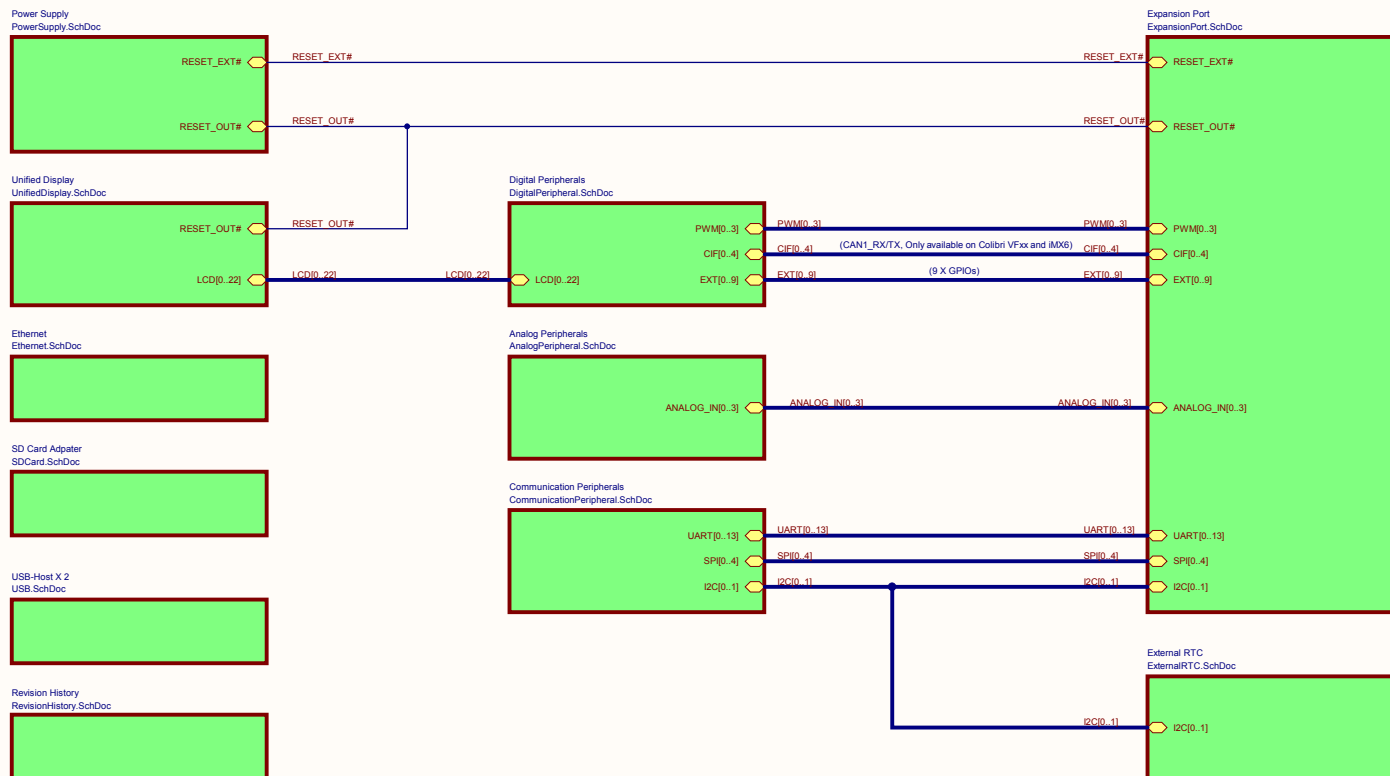 Power Supply
PowerSupply.SchDoc
RESET_EXT#
RESET_EXT#
RESET_OUT#
RESET_OUT#
Unified Display
UnifiedDisplay.SchDoc
RESET_OUT#
RESET_OUT#
LCD[0..22]
LCD[0..22]
LCD[0..22]
Ethernet
Ethernet.SchDoc
SD Card Adpater
SDCard.SchDoc
USB-Host X 2
USB.SchDoc
Revision History
RevisionHistory.SchDoc
Digital Peripherals
DigitalPeripheral.SchDoc
LCD[0..22]
PWM[0..3]
PWM[0..3]
PWM[0..3]
CIF[0..4]
CIF[0..4]
(CAN1_RX/TX, Only available on Colibri VFxx and iMX6)
CIF[0..4]
EXT[0..9]
EXT[0..9]
(9 X GPIOs)
EXT[0..9]
Analog Peripherals
AnalogPeripheral.SchDoc
ANALOG_IN[0..3]
ANALOG_IN[0..3]
ANALOG_IN[0..3]
Communication Peripherals
CommunicationPeripheral.SchDoc
UART[0..13]
UART[0..13]
UART[0..13]
SPI[0..4]
SPI[0..4]
SPI[0..4]
I2C[0..1]
I2C[0..1]
I2C[0..1]
Expansion Port
ExpansionPort.SchDoc
RESET_EXT#
RESET_EXT#
RESET_OUT#
RESET_OUT#
PWM[0..3]
CIF[0..4]
EXT[0..9]
ANALOG_IN[0..3]
UART[0..13]
SPI[0..4]
I2C[0..1]
External RTC
ExternalRTC.SchDoc
I2C[0..1]
I2C[0..1]